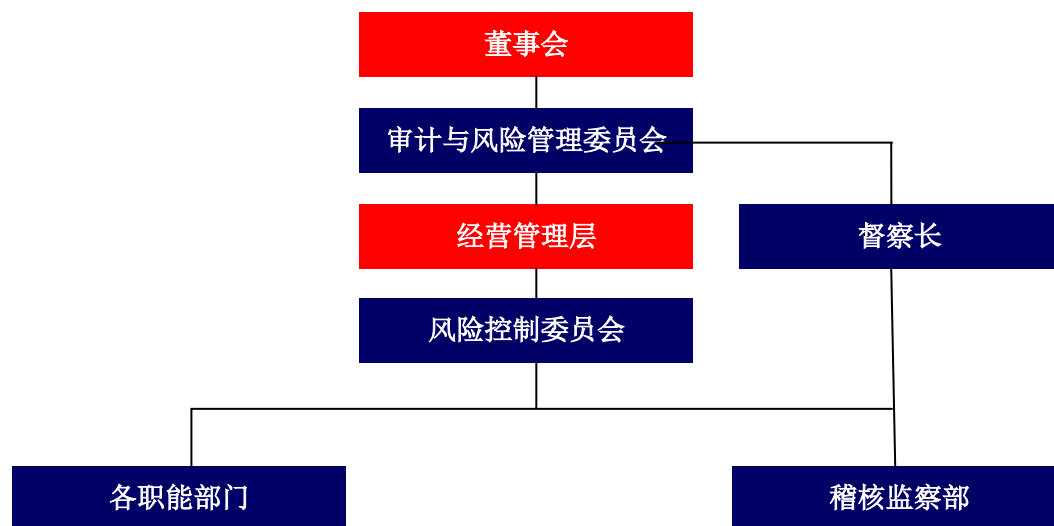 董事会
审计与风险管理委员会
经营管理层
督察长
风险控制委员会
各职能部门
稽核监察部